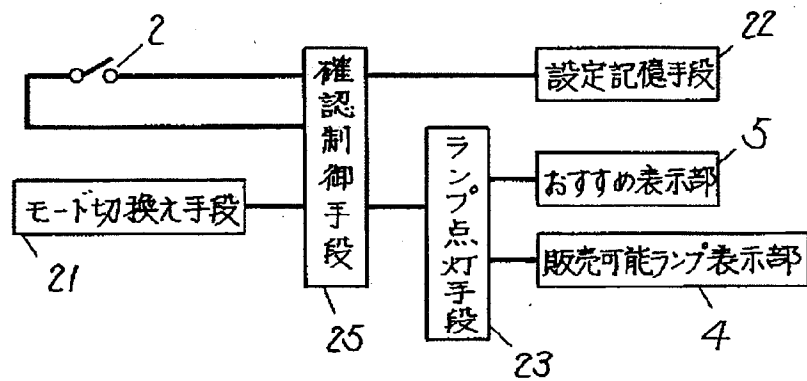 2
確認制御手段
22
設定記憶手段
5
ランプ点灯手段
おすすめ表示部
モード切換え手段
21
販売可能ランプ表示部
25
23
4